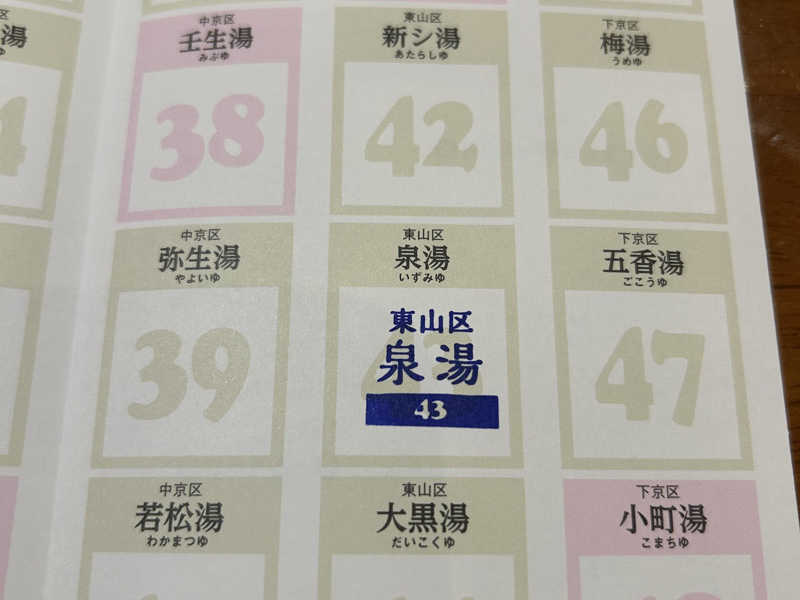 湯
中京区
壬生湯
みぶゆ
38
東山区
新シ湯
あたらしゆ
42
下京区
梅湯
うめゆ
46
中京区
弥生湯
やよいゆ
39
東山区
泉湯
いずみゆ
東山区
泉湯
43
下京区
五香湯
ごこうゆ
47
中京区
若松湯
わかまつゆ
東山区
大黒湯
だいこくゆ
下京区
小町湯
こまちゆ